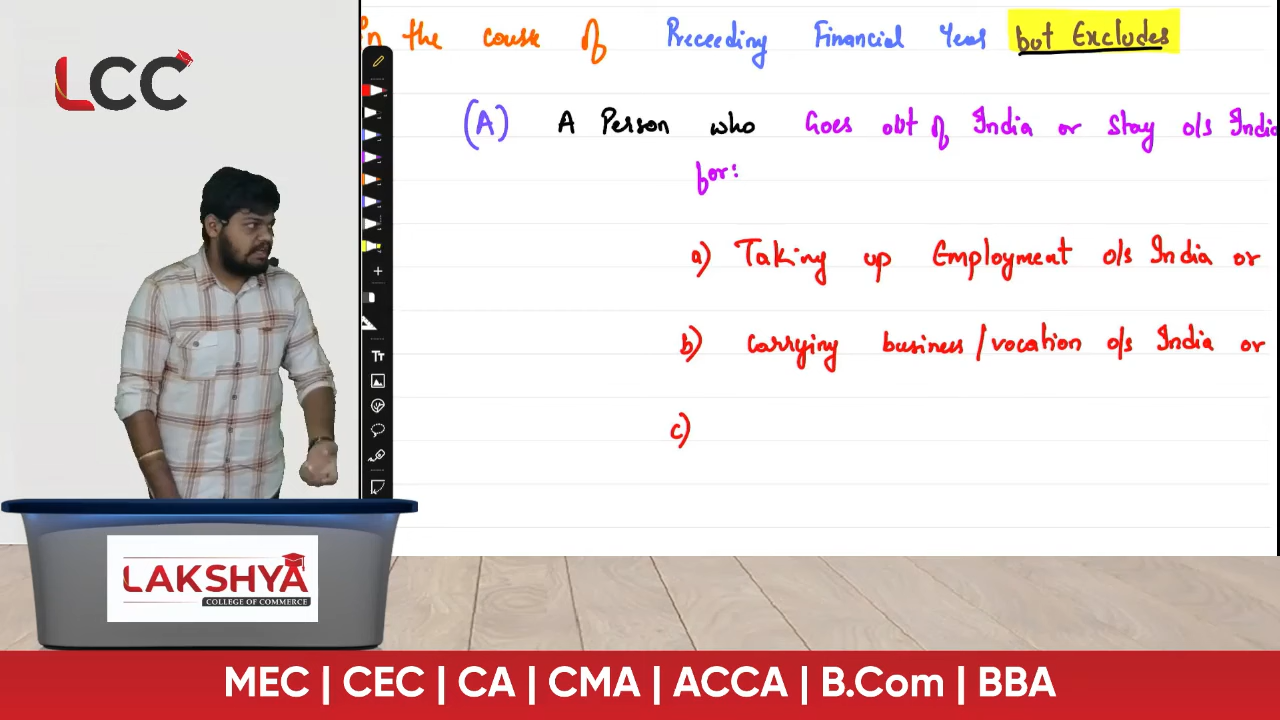 In the course of Preceeding Financial Year but Excludes
LCC
(A) A Person who Goes out of India or Stay o/s India
for:
a) Taking up Employment o/s India or
b) Carrying business/vocation o/s India or
c)
Tt
LAKSHYA
COLLEGE OF COMMERCE
MEC | CEC | CA | CMA | ACCA | B.Com | BBA